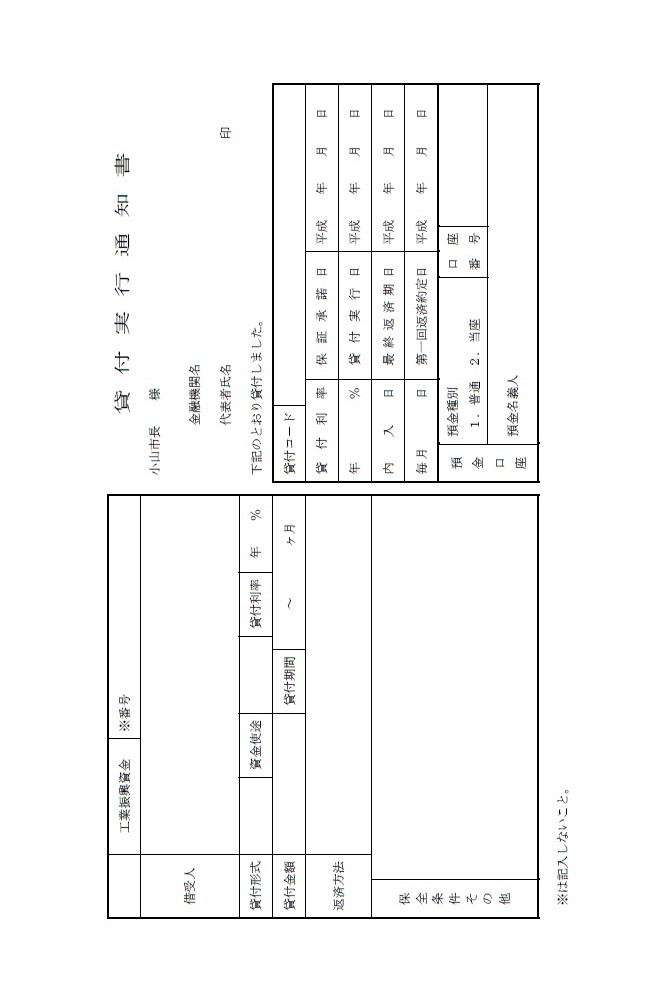 貸付実行通知書
工業振興資金 ※番号
借受人
貸付形式 資金使途 貸付利率 年 %
貸付金額 貸付期間 ～ ヶ月
返済方法
保全条件その他
※は記入しないこと。
小山市長 様
金融機関名
代表者氏名 印
下記のとおり貸付しました。
貸付コード
貸付利率 保証承諾日 平成 年 月 日
年 % 貸付実行日 平成 年 月 日
内入日 最終返済期日 平成 年 月 日
毎月 日 第一回返済約定日 平成 年 月 日
預金口座
預金種別
1．普通 2．当座
口座
番号
預金名義人